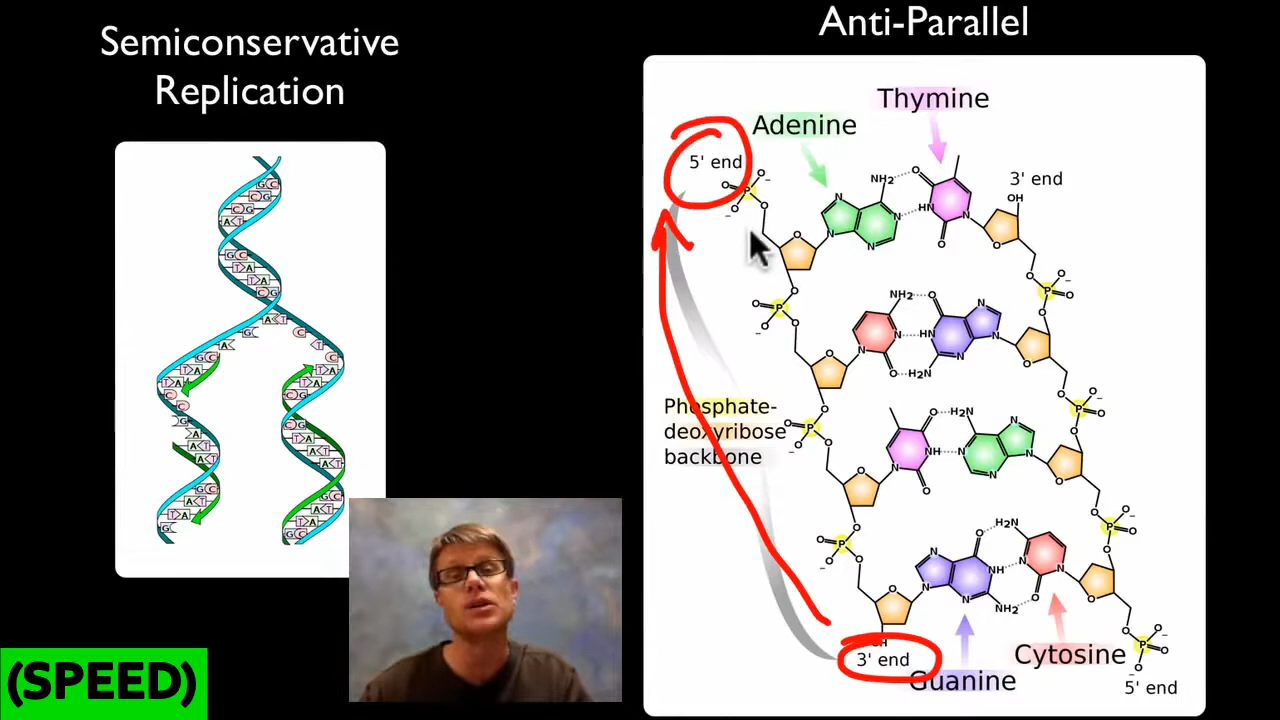 Semiconservative
Replication
Anti-Parallel
Thymine
Adenine
5' end
3' end
Phosphate-
deoxyribose
backbone
3' end
Guanine
Cytosine
5' end
(SPEED)